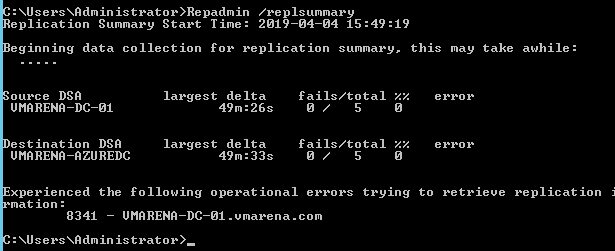 C:\Users\Administrator>Repadmin /replsummary
Replication Summary Start Time: 2019-04-04 15:49:19
Beginning data collection for replication summary, this may take awhile:
.....
Source DSA largest delta fails/total %% error
VMARENA-DC-01 49m:26s 0 / 5 0
Destination DSA largest delta fails/total %% error
VMARENA-AZUREDC 49m:33s 0 / 5 0
Experienced the following operational errors trying to retrieve replication i
rmation:
8341 - VMARENA-DC-01.vmarena.com
C:\Users\Administrator>_